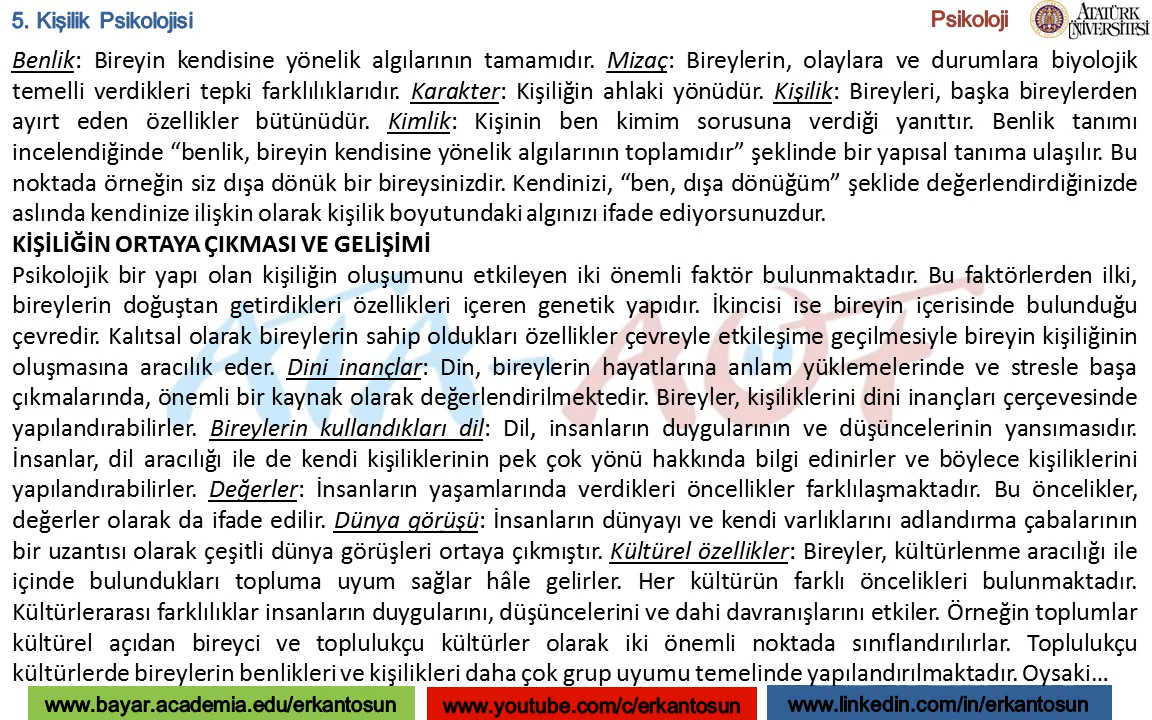 5. Kişilik Psikolojisi
Psikoloji
ATATÜRK
ÜNİVERSİTESİ
Benlik: Bireyin kendisine yönelik algılarının tamamıdır. Mizaç: Bireylerin, olaylara ve durumlara biyolojik
temelli verdikleri tepki farklılıklarıdır. Karakter: Kişiliğin ahlaki yönüdür. Kişilik: Bireyleri, başka bireylerden
ayırt eden özellikler bütünüdür. Kimlik: Kişinin ben kimim sorusuna verdiği yanıttır. Benlik tanımı
incelendiğinde “benlik, bireyin kendisine yönelik algılarının toplamıdır” şeklinde bir yapısal tanıma ulaşılır. Bu
noktada örneğin siz dışa dönük bir bireysinizdir. Kendinizi, “ben, dışa dönüğüm” şeklide değerlendirdiğinizde
aslında kendinize ilişkin olarak kişilik boyutundaki algınızı ifade ediyorsunuzdur.
KİŞİLİĞİN ORTAYA ÇIKMASI VE GELİŞİMİ
Psikolojik bir yapı olan kişiliğin oluşumunu etkileyen iki önemli faktör bulunmaktadır. Bu faktörlerden ilki,
bireylerin doğuştan getirdikleri özellikleri içeren genetik yapıdır. İkincisi ise bireyin içerisinde bulunduğu
çevredir. Kalıtsal olarak bireylerin sahip oldukları özellikler çevreyle etkileşime geçilmesiyle bireyin kişiliğinin
oluşmasına aracılık eder. Dini inançlar: Din, bireylerin hayatlarına anlam yüklemelerinde ve stresle başa
çıkmalarında, önemli bir kaynak olarak değerlendirilmektedir. Bireyler, kişiliklerini dini inançları çerçevesinde
yapılandırabilirler. Bireylerin kullandıkları dil: Dil, insanların duygularının ve düşüncelerinin yansımasıdır.
İnsanlar, dil aracılığı ile de kendi kişiliklerinin pek çok yönü hakkında bilgi edinirler ve böylece kişiliklerini
yapılandırabilirler. Değerler: İnsanların yaşamlarında verdikleri öncellikler farklılaşmaktadır. Bu öncelikler,
değerler olarak da ifade edilir. Dünya görüşü: İnsanların dünyayı ve kendi varlıklarını adlandırma çabalarının
bir uzantısı olarak çeşitli dünya görüşleri ortaya çıkmıştır. Kültürel özellikler: Bireyler, kültürlenme aracılığı ile
içinde bulundukları topluma uyum sağlar hâle gelirler. Her kültürün farklı öncelikleri bulunmaktadır.
Kültürlerarası farklılıklar insanların duygularını, düşüncelerini ve dahi davranışlarını etkiler. Örneğin toplumlar
kültürel açıdan bireyci ve toplulukçu kültürler olarak iki önemli noktada sınıflandırılırlar. Toplulukçu
kültürlerde bireylerin benlikleri ve kişilikleri daha çok grup uyumu temelinde yapılandırılmaktadır. Oysaki...
ATA-AÖF
www.bayar.academia.edu/erkantosun
www.youtube.com/c/erkantosun
www.linkedin.com/in/erkantosun